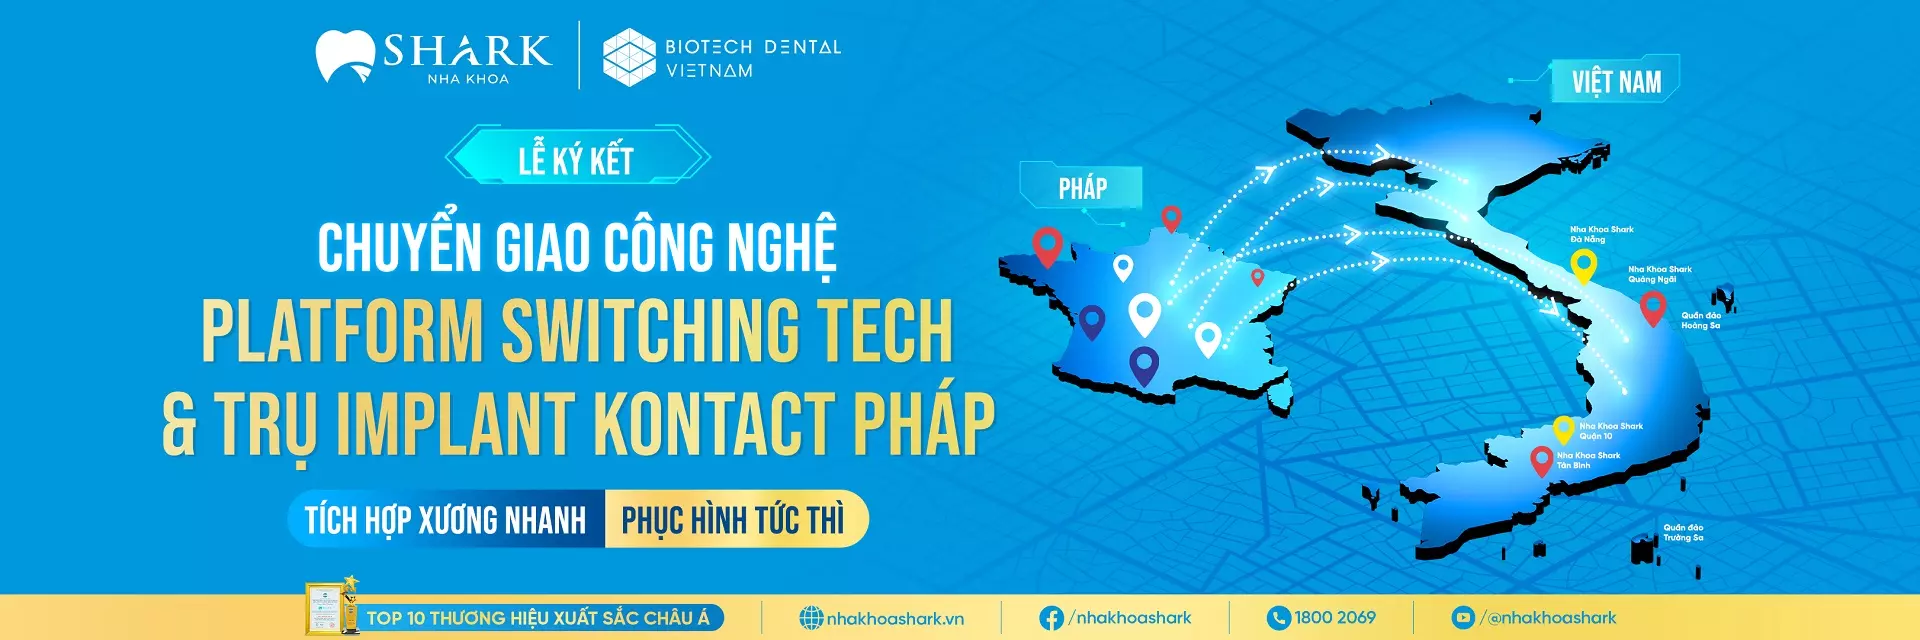 SHARK
NHA KHOA
BIOTECH DENTAL
VIETNAM
LỄ KÝ KẾT
CHUYỂN GIAO CÔNG NGHỆ
PLATFORM SWITCHING TECH
& TRỤ IMPLANT KONTACT PHÁP
TÍCH HỢP XƯƠNG NHANH
PHỤC HÌNH TỨC THÌ
PHÁP
VIỆT NAM
Nha Khoa Shark
Đà Nẵng
Nha Khoa Shark
Quảng Ngãi
Quần đảo
Hoàng Sa
Nha Khoa Shark
Quận 10
Nha Khoa Shark
Tân Bình
Quần đảo
Trường Sa
TOP 10 THƯƠNG HIỆU XUẤT SẮC CHÂU Á
nhakhoashark.vn
/nhakhoashark
1800 2069
/@nhakhoashark